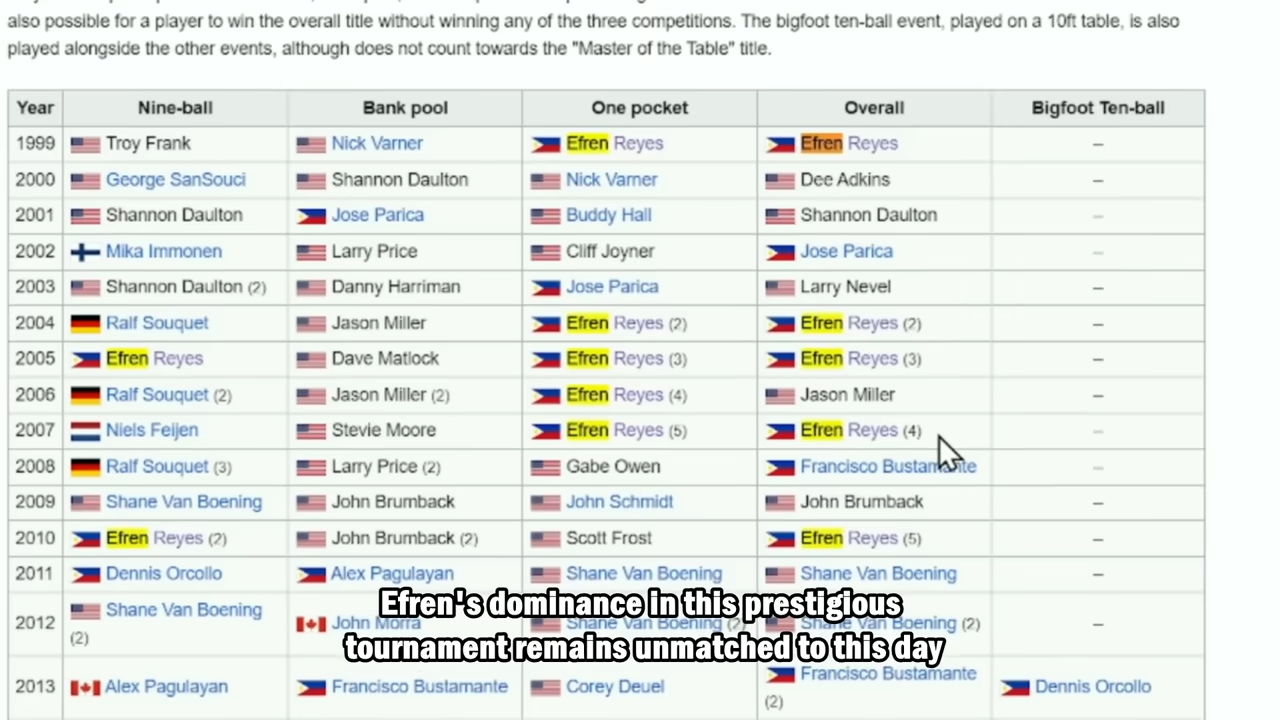 also possible for a player to win the overall title without winning any of the three competitions. The bigfoot ten-ball event, played on a 10ft table, is also
played alongside the other events, although does not count towards the "Master of the Table" title.
Year Nine-ball Bank pool One pocket Overall Bigfoot Ten-ball
1999 Troy Frank Nick Varner Efren Reyes Efren Reyes –
2000 George SanSouci Shannon Daulton Nick Varner Dee Adkins –
2001 Shannon Daulton Jose Parica Buddy Hall Shannon Daulton –
2002 Mika Immonen Larry Price Cliff Joyner Jose Parica –
2003 Shannon Daulton (2) Danny Harriman Jose Parica Larry Nevel –
2004 Ralf Souquet Jason Miller Efren Reyes (2) Efren Reyes (2) –
2005 Efren Reyes Dave Matlock Efren Reyes (3) Efren Reyes (3) –
2006 Ralf Souquet (2) Jason Miller (2) Efren Reyes (4) Jason Miller –
2007 Niels Feijen Stevie Moore Efren Reyes (5) Efren Reyes (4) –
2008 Ralf Souquet (3) Larry Price (2) Gabe Owen Francisco Bustamante –
2009 Shane Van Boening John Brumback John Schmidt John Brumback –
2010 Efren Reyes (2) John Brumback (2) Scott Frost Efren Reyes (5) –
2011 Dennis Orcollo Alex Pagulayan Shane Van Boening Shane Van Boening –
2012 Shane Van Boening (2) John Morra Shane Van Boening (2) Shane Van Boening (2) –
2013 Alex Pagulayan Francisco Bustamante Corey Deuel Francisco Bustamante (2) Dennis Orcollo
Efren's dominance in this prestigious
tournament remains unmatched to this day